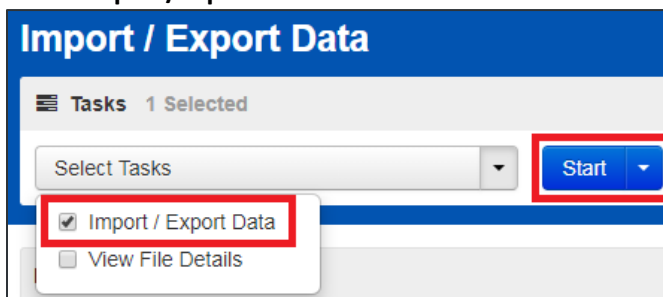 Import / Export Data
Tasks 1 Selected
Select Tasks
Start
Import / Export Data
View File Details